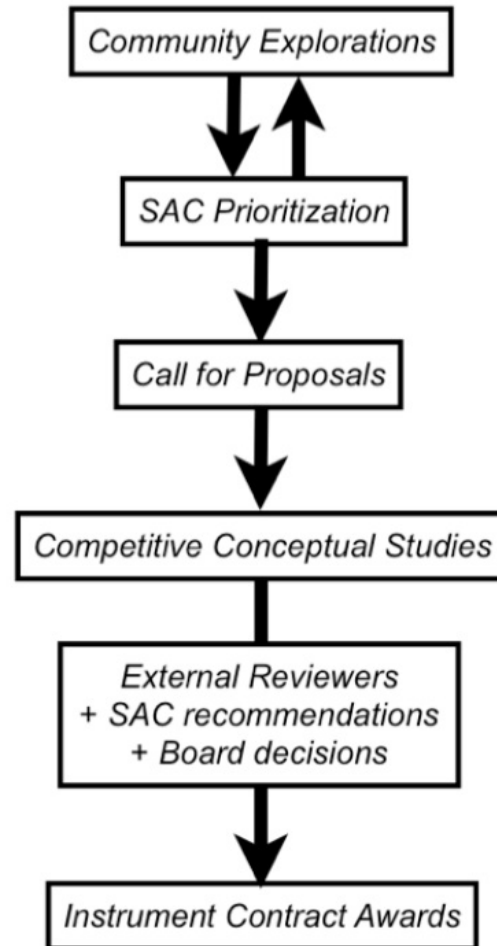 Community Explorations
SAC Prioritization
Call for Proposals
Competitive Conceptual Studies
External Reviewers
+ SAC recommendations
+ Board decisions
Instrument Contract Awards